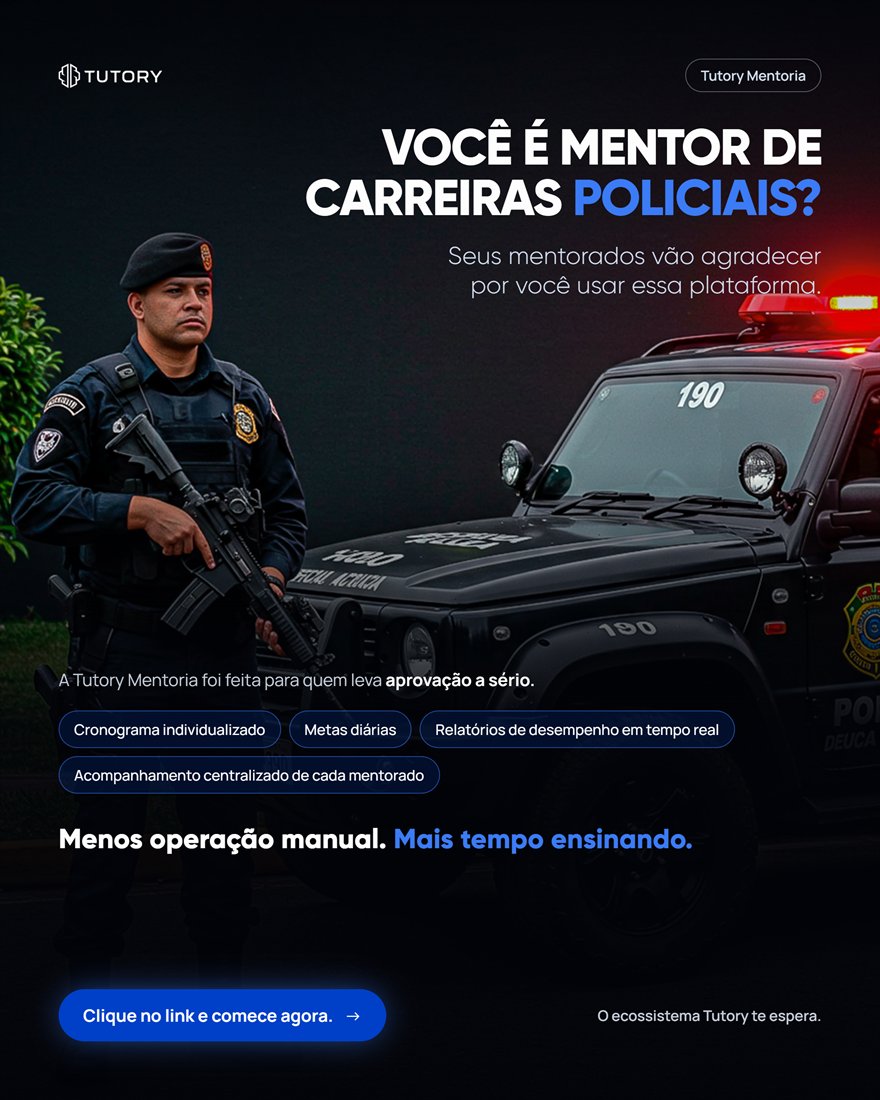 TUTORY
Tutory Mentoria
VOCÊ É MENTOR DE
CARREIRAS POLICIAIS?
Seus mentorados vão agradecer
por você usar essa plataforma.
190
190
A Tutory Mentoria foi feita para quem leva aprovação a sério.
Cronograma individualizado
Metas diárias
Relatórios de desempenho em tempo real
Acompanhamento centralizado de cada mentorado
Menos operação manual. Mais tempo ensinando.
Clique no link e comece agora. →
O ecossistema Tutory te espera.